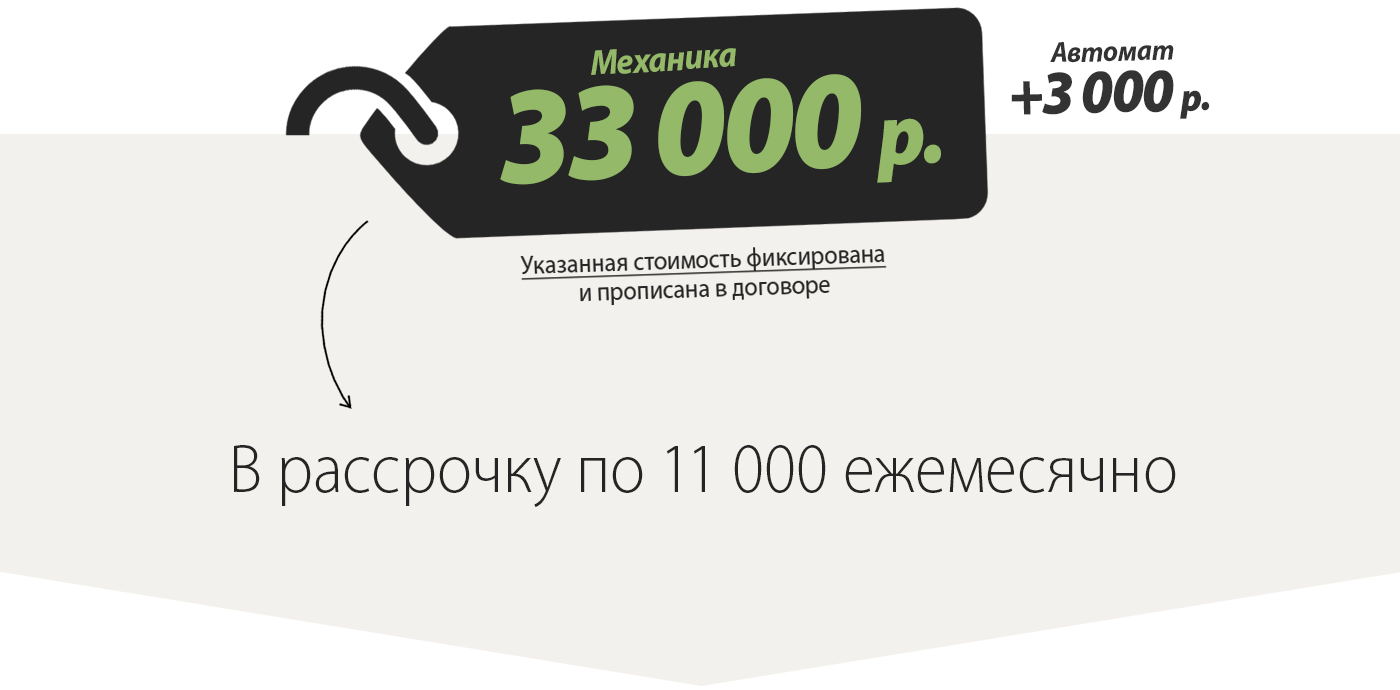 Механика
33 000 р.
Автомат
+3 000 р.
Указанная стоимость фиксирована
и прописана в договоре
В рассрочку по 11 000 ежемесячно